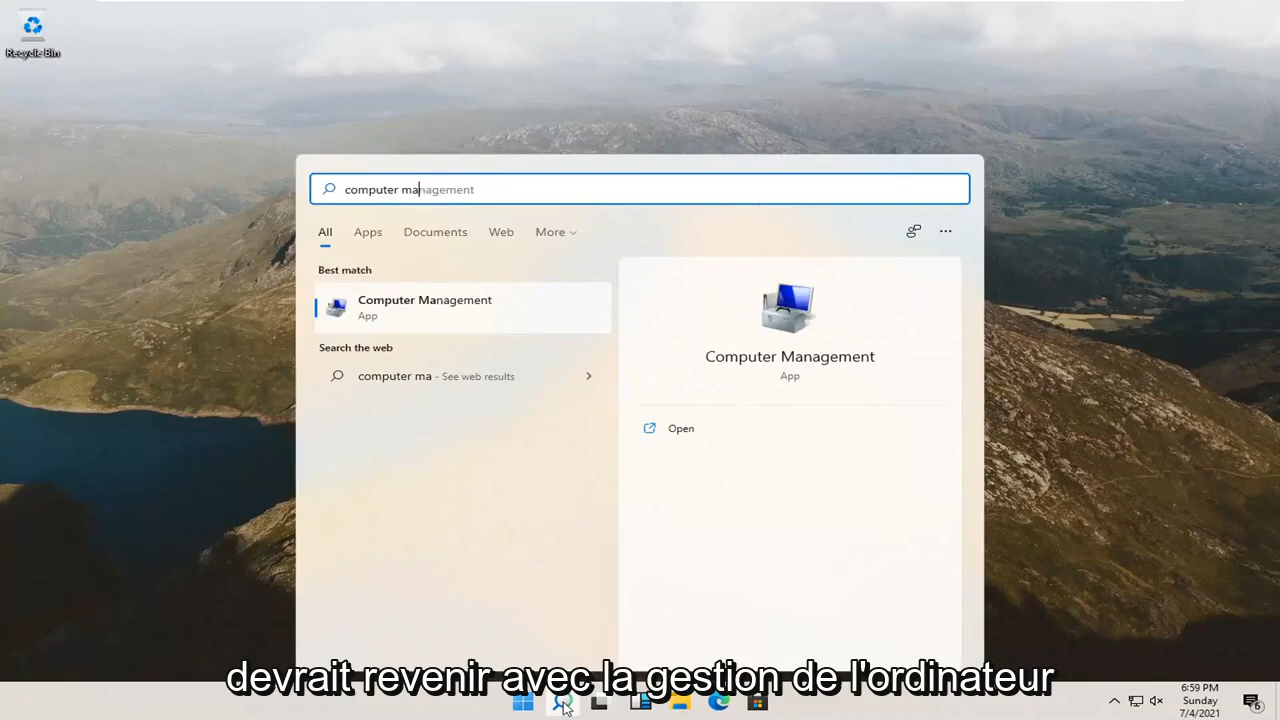 Recycle Bin
computer management
All Apps Documents Web More
Best match
Computer Management
App
Search the web
computer ma - See web results
Computer Management
App
Open
devrait revenir avec la gestion de l'ordinateur
6:59 PM
Sunday
7/4/2021
6